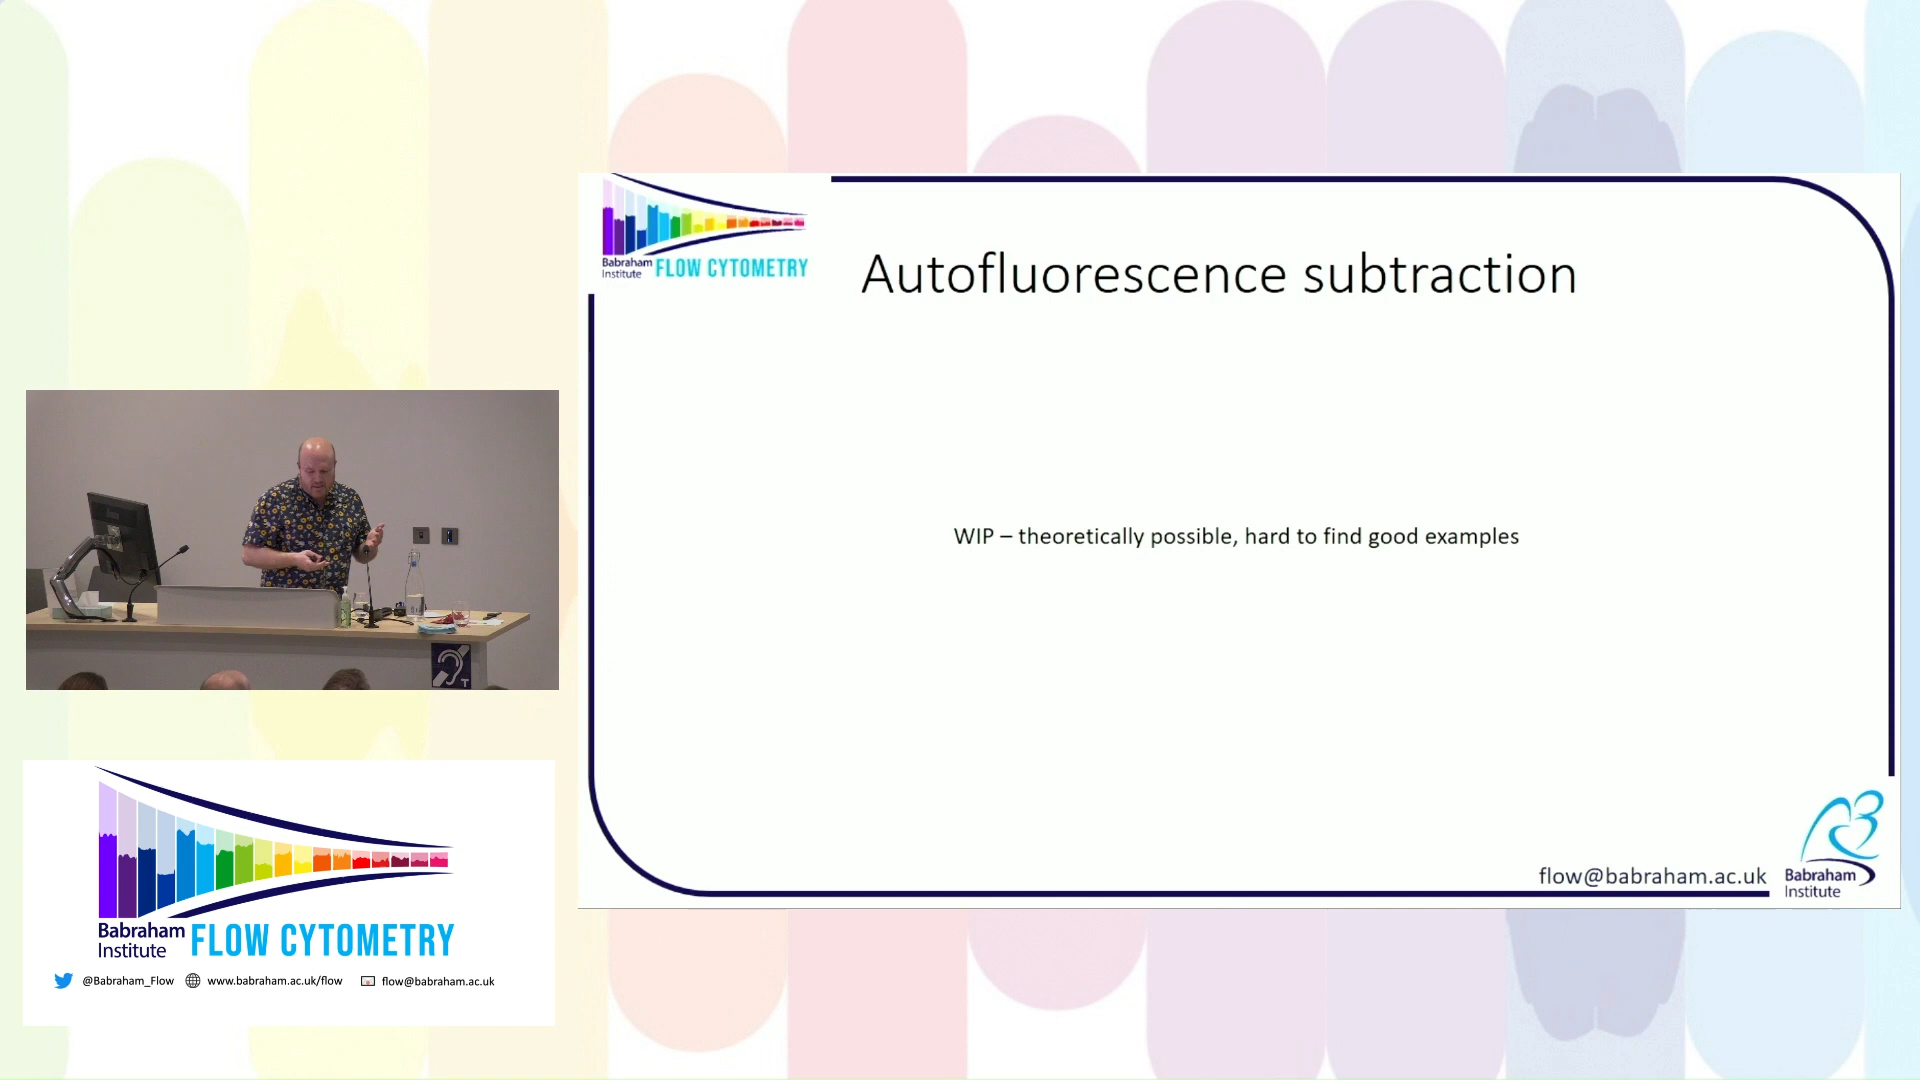 Babraham
Institute
FLOW CYTOMETRY
Autofluorescence subtraction
WIP – theoretically possible, hard to find good examples
flow@babraham.ac.uk
Babraham
Institute
T
Babraham
Institute
FLOW CYTOMETRY
@Babraham_Flow
www.babraham.ac.uk/flow
flow@babraham.ac.uk